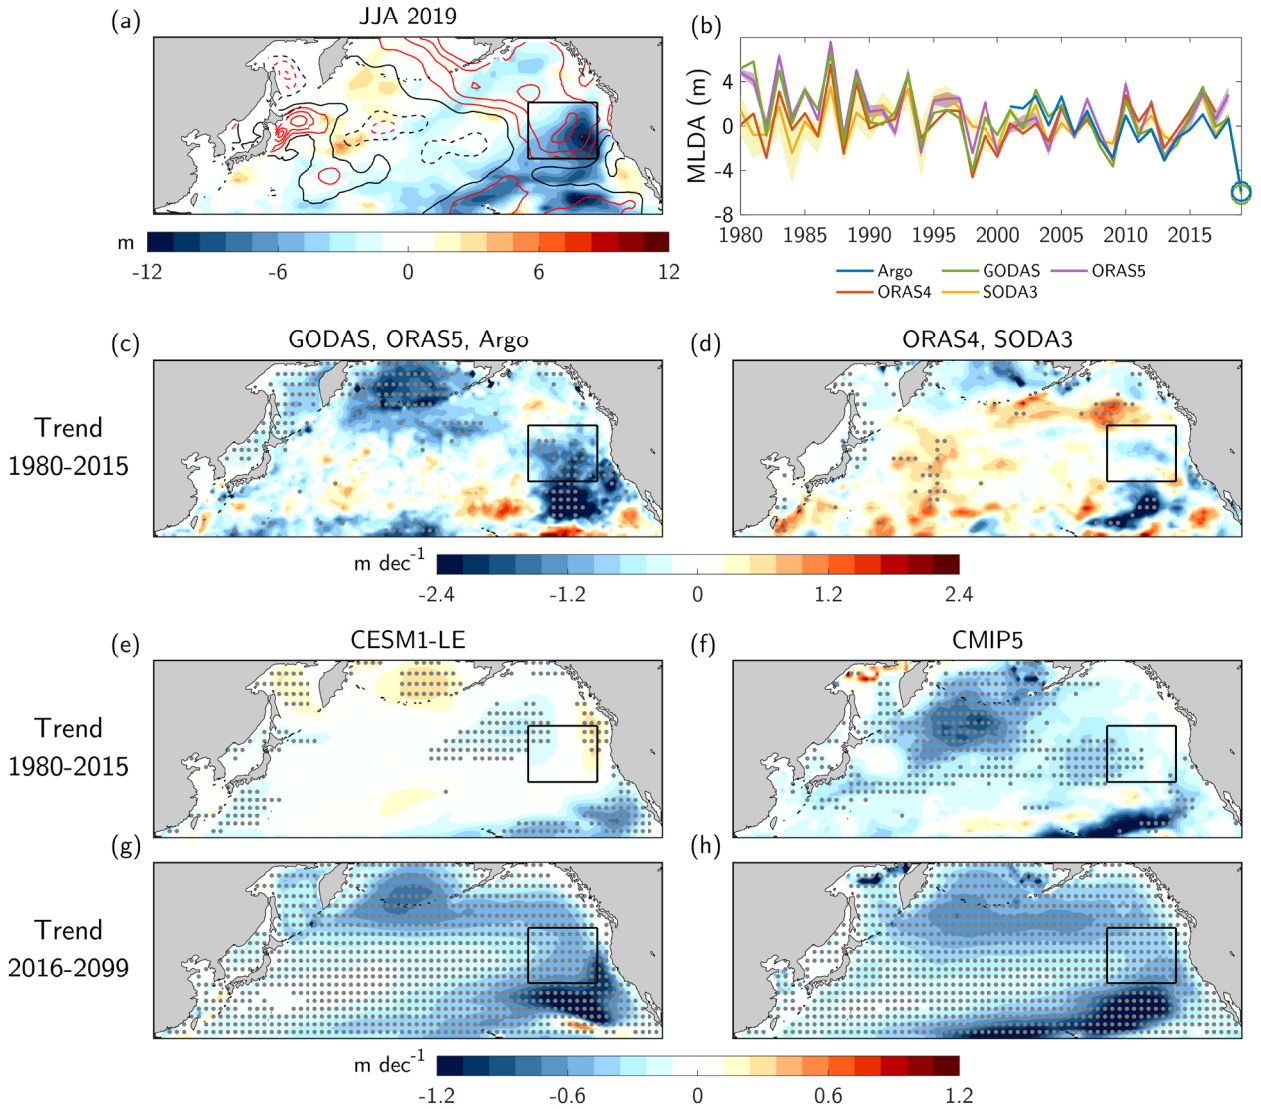 (a) JJA 2019
m
-12 -6 0 6 12
(b)
MLDA (m)
4
0
-4
-8
1980 1985 1990 1995 2000 2005 2010 2015
Argo GODAS ORAS5
ORAS4 SODA3
(c) GODAS, ORAS5, Argo
(d) ORAS4, SODA3
Trend
1980-2015
m dec-1
-2.4 -1.2 0 1.2 2.4
(e) CESM1-LE
(f) CMIP5
Trend
1980-2015
(g)
(h)
Trend
2016-2099
m dec-1
-1.2 -0.6 0 0.6 1.2